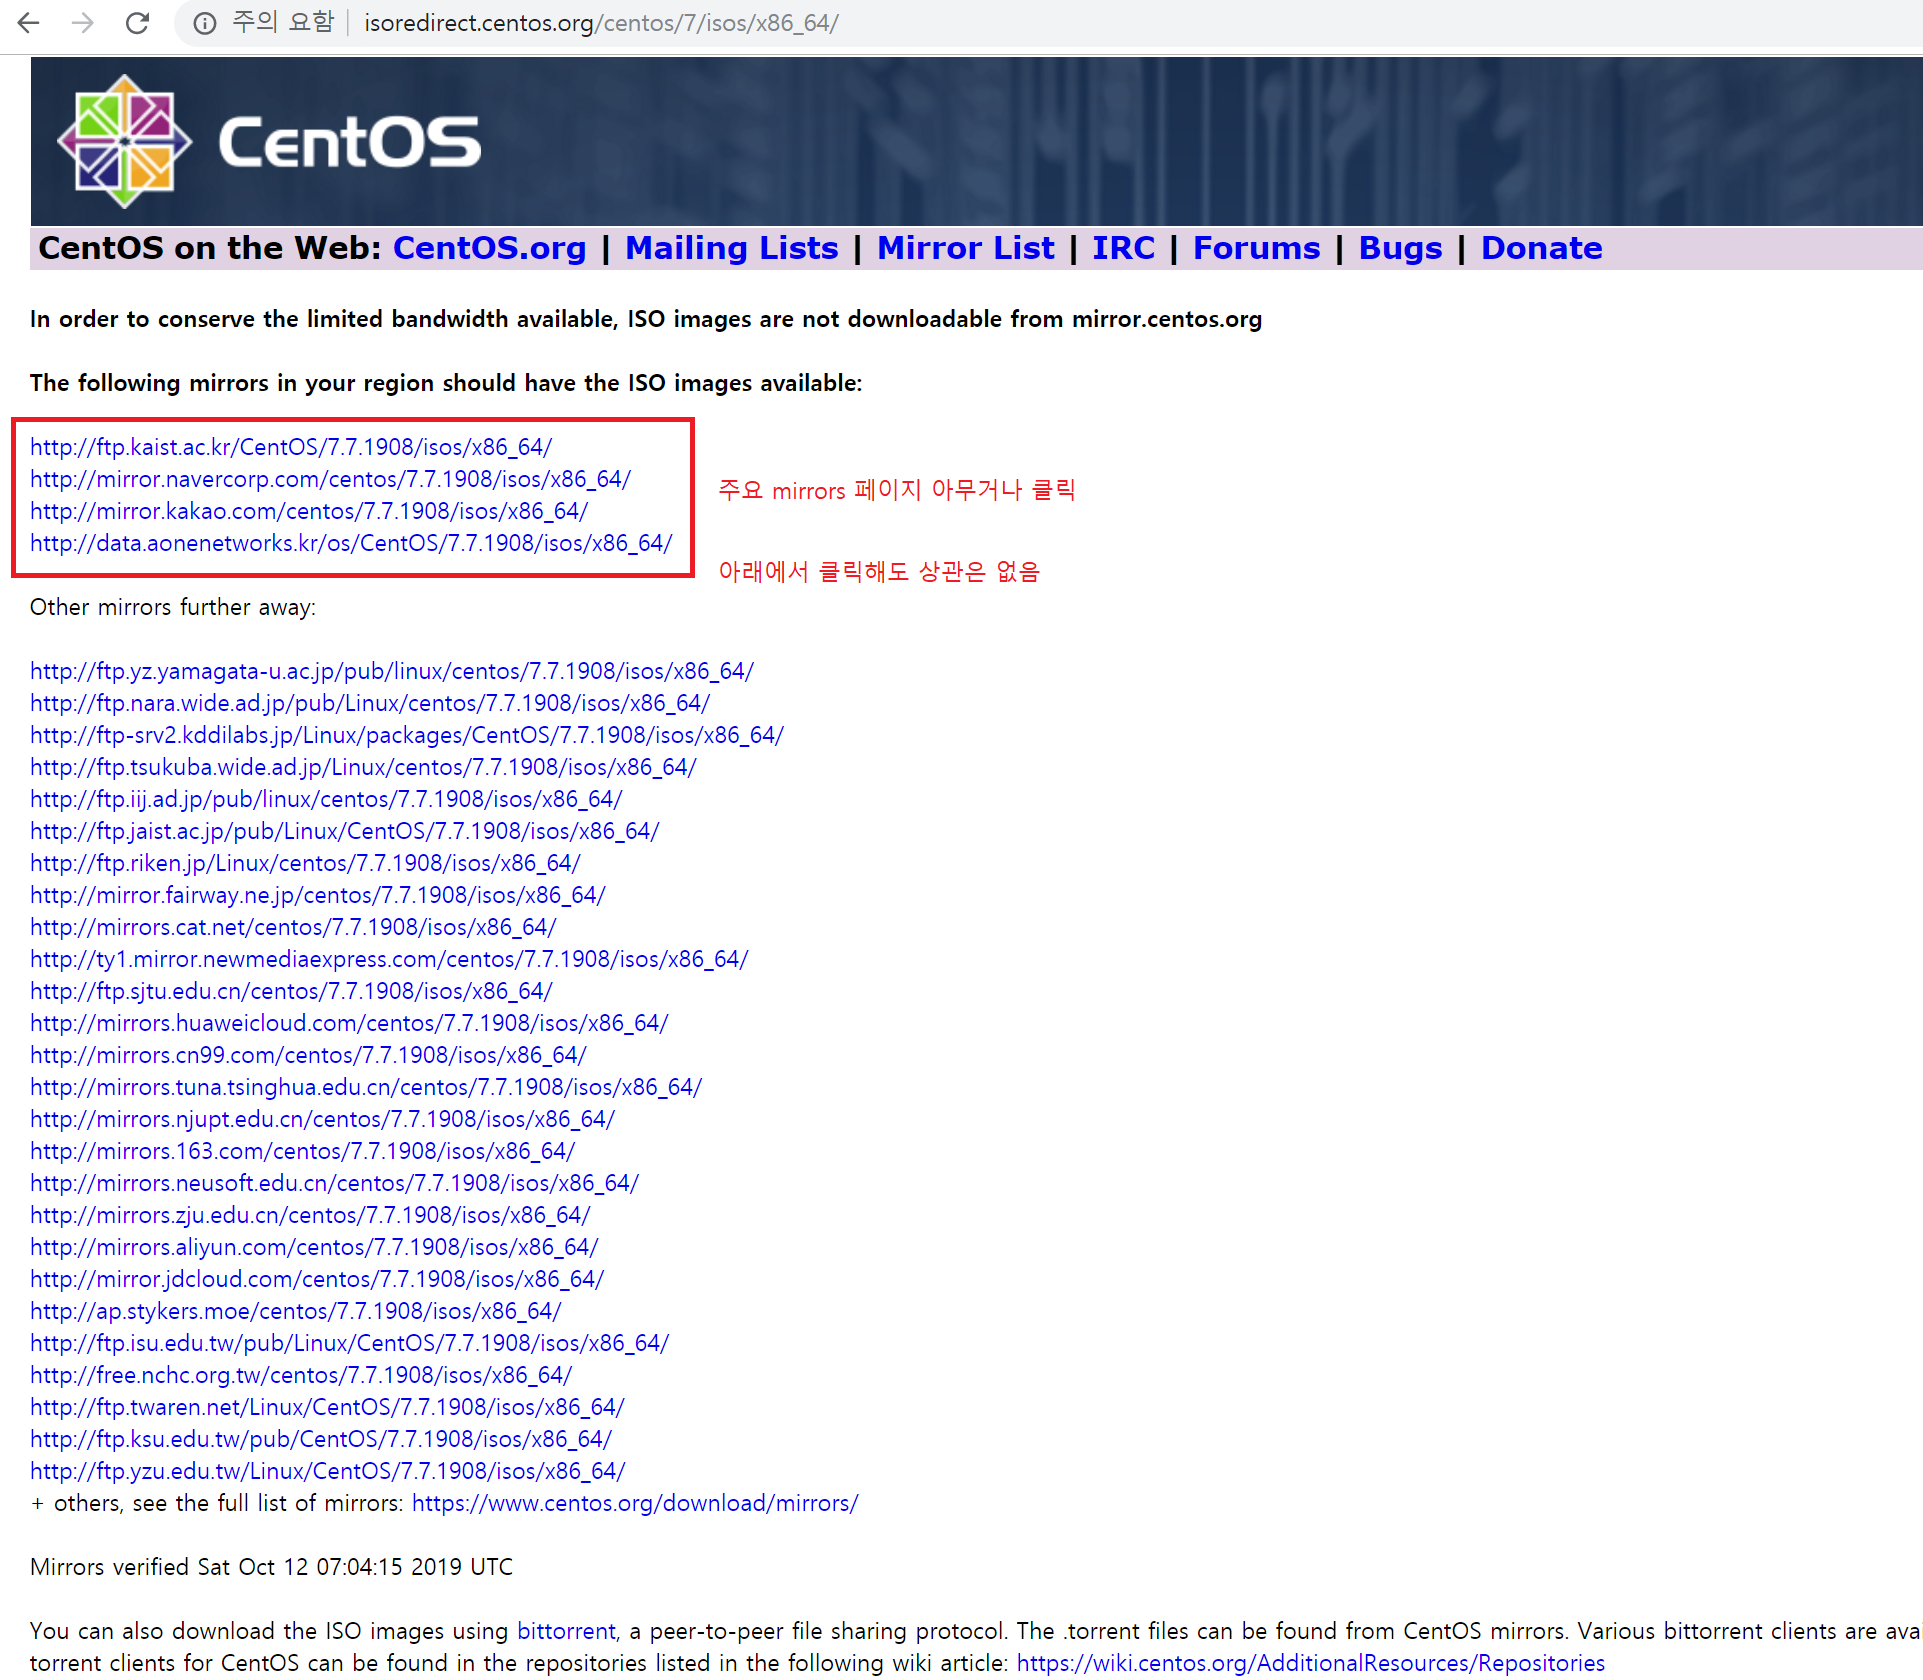 주의 요함 | isoredirect.centos.org/centos/7/isos/x86_64/
CentOS
CentOS on the Web: CentOS.org | Mailing Lists | Mirror List | IRC | Forums | Bugs | Donate
In order to conserve the limited bandwidth available, ISO images are not downloadable from mirror.centos.org
The following mirrors in your region should have the ISO images available:
http://ftp.kaist.ac.kr/CentOS/7.7.1908/isos/x86_64/
http://mirror.navercorp.com/centos/7.7.1908/isos/x86_64/
주요 mirrors 페이지 아무거나 클릭
http://mirror.kakao.com/centos/7.7.1908/isos/x86_64/
http://data.aonenetworks.kr/os/CentOS/7.7.1908/isos/x86_64/
아래에서 클릭해도 상관은 없음
Other mirrors further away:
http://ftp.yz.yamagata-u.ac.jp/pub/linux/centos/7.7.1908/isos/x86_64/
http://ftp.nara.wide.ad.jp/pub/Linux/centos/7.7.1908/isos/x86_64/
http://ftp-srv2.kddilabs.jp/Linux/packages/CentOS/7.7.1908/isos/x86_64/
http://ftp.tsukuba.wide.ad.jp/Linux/centos/7.7.1908/isos/x86_64/
http://ftp.iij.ad.jp/pub/linux/centos/7.7.1908/isos/x86_64/
http://ftp.jaist.ac.jp/pub/Linux/CentOS/7.7.1908/isos/x86_64/
http://ftp.riken.jp/Linux/centos/7.7.1908/isos/x86_64/
http://mirror.fairway.ne.jp/centos/7.7.1908/isos/x86_64/
http://mirrors.cat.net/centos/7.7.1908/isos/x86_64/
http://ty1.mirror.newmediaexpress.com/centos/7.7.1908/isos/x86_64/
http://ftp.sjtu.edu.cn/centos/7.7.1908/isos/x86_64/
http://mirrors.huaweicloud.com/centos/7.7.1908/isos/x86_64/
http://mirrors.cn99.com/centos/7.7.1908/isos/x86_64/
http://mirrors.tuna.tsinghua.edu.cn/centos/7.7.1908/isos/x86_64/
http://mirrors.njupt.edu.cn/centos/7.7.1908/isos/x86_64/
http://mirrors.163.com/centos/7.7.1908/isos/x86_64/
http://mirrors.neusoft.edu.cn/centos/7.7.1908/isos/x86_64/
http://mirrors.zju.edu.cn/centos/7.7.1908/isos/x86_64/
http://mirrors.aliyun.com/centos/7.7.1908/isos/x86_64/
http://mirror.jdcloud.com/centos/7.7.1908/isos/x86_64/
http://ap.stykers.moe/centos/7.7.1908/isos/x86_64/
http://ftp.isu.edu.tw/pub/Linux/CentOS/7.7.1908/isos/x86_64/
http://free.nchc.org.tw/centos/7.7.1908/isos/x86_64/
http://ftp.twaren.net/Linux/CentOS/7.7.1908/isos/x86_64/
http://ftp.ksu.edu.tw/pub/CentOS/7.7.1908/isos/x86_64/
http://ftp.yzu.edu.tw/Linux/CentOS/7.7.1908/isos/x86_64/
+ others, see the full list of mirrors: https://www.centos.org/download/mirrors/
Mirrors verified Sat Oct 12 07:04:15 2019 UTC
You can also download the ISO images using bittorrent, a peer-to-peer file sharing protocol. The .torrent files can be found from CentOS mirrors. Various bittorrent clients are avai
torrent clients for CentOS can be found in the repositories listed in the following wiki article: https://wiki.centos.org/AdditionalResources/Repositories